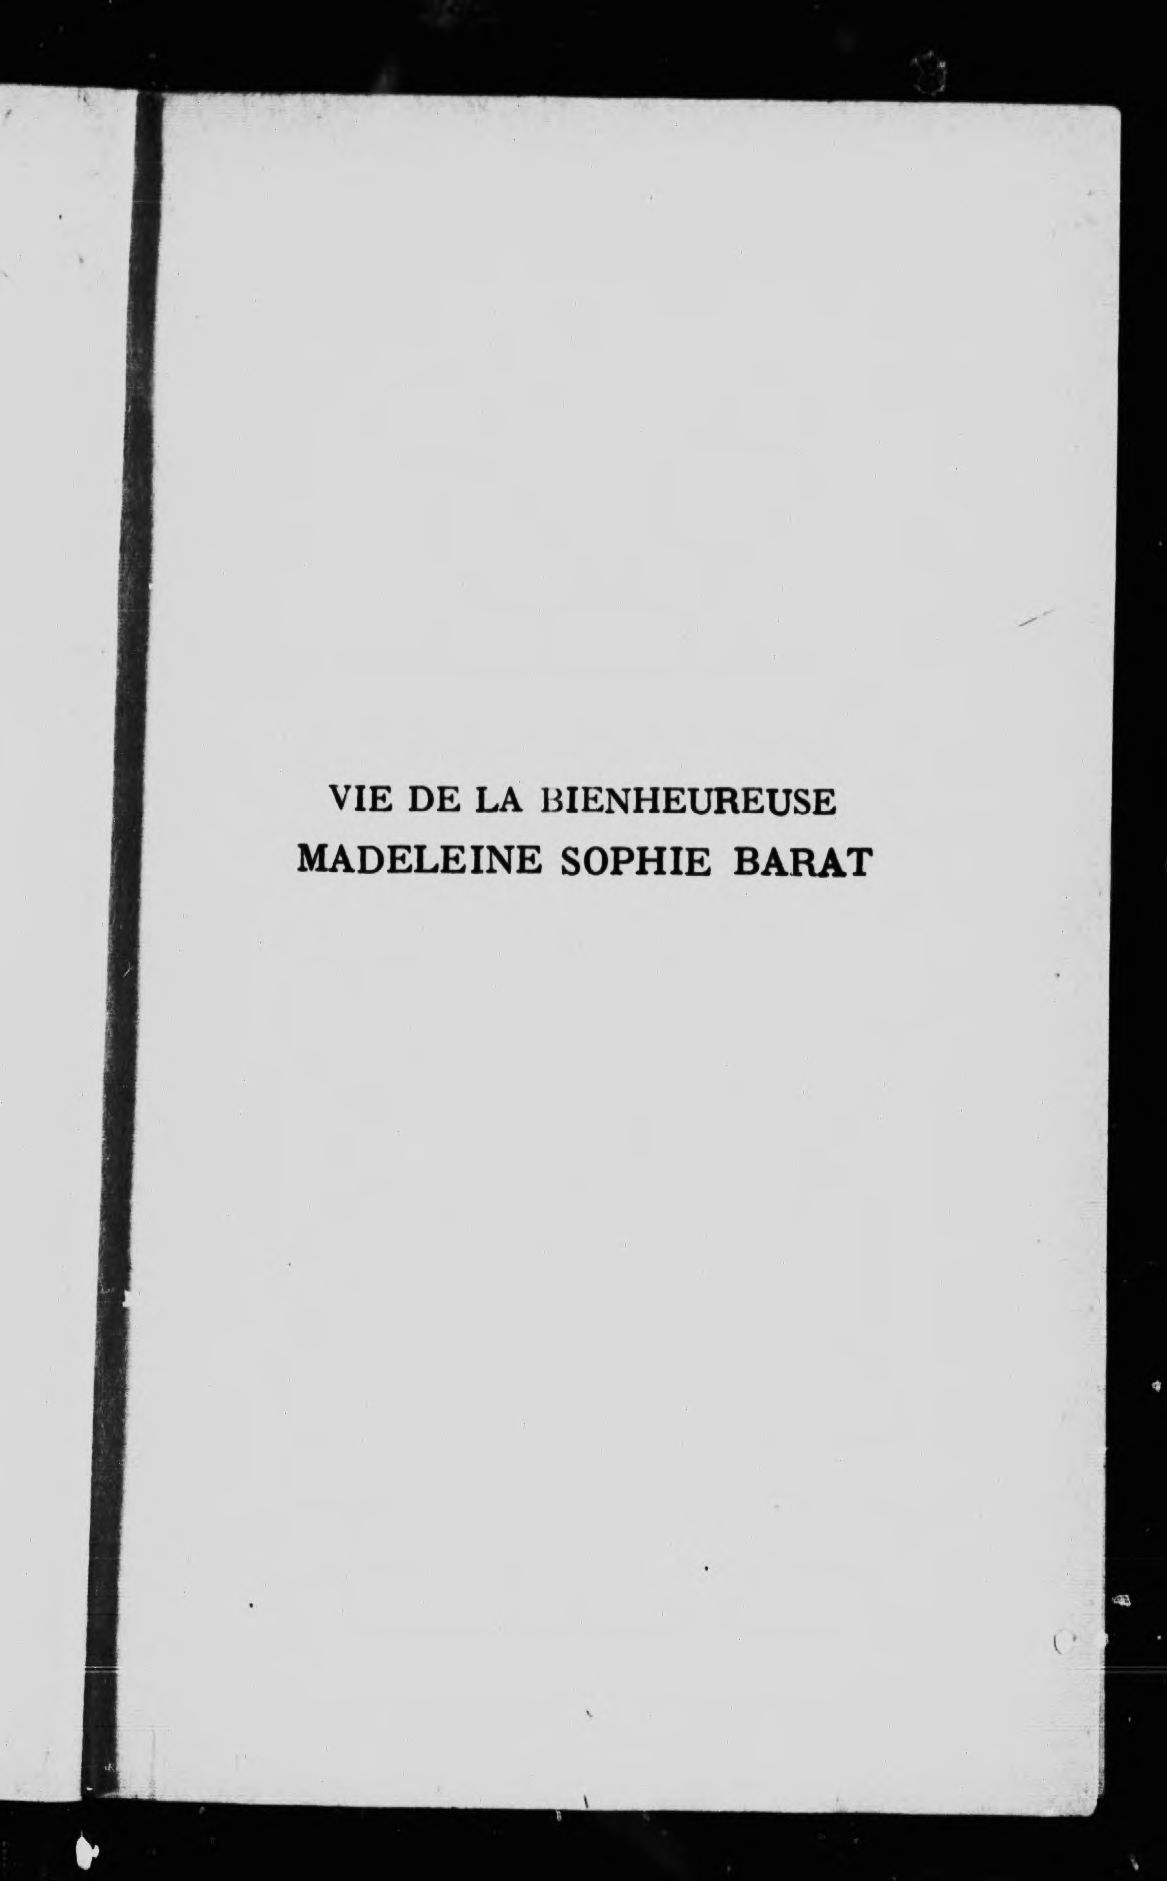 VIE DE LA BIENHEUREUSE
MADELEINE SOPHIE BARAT